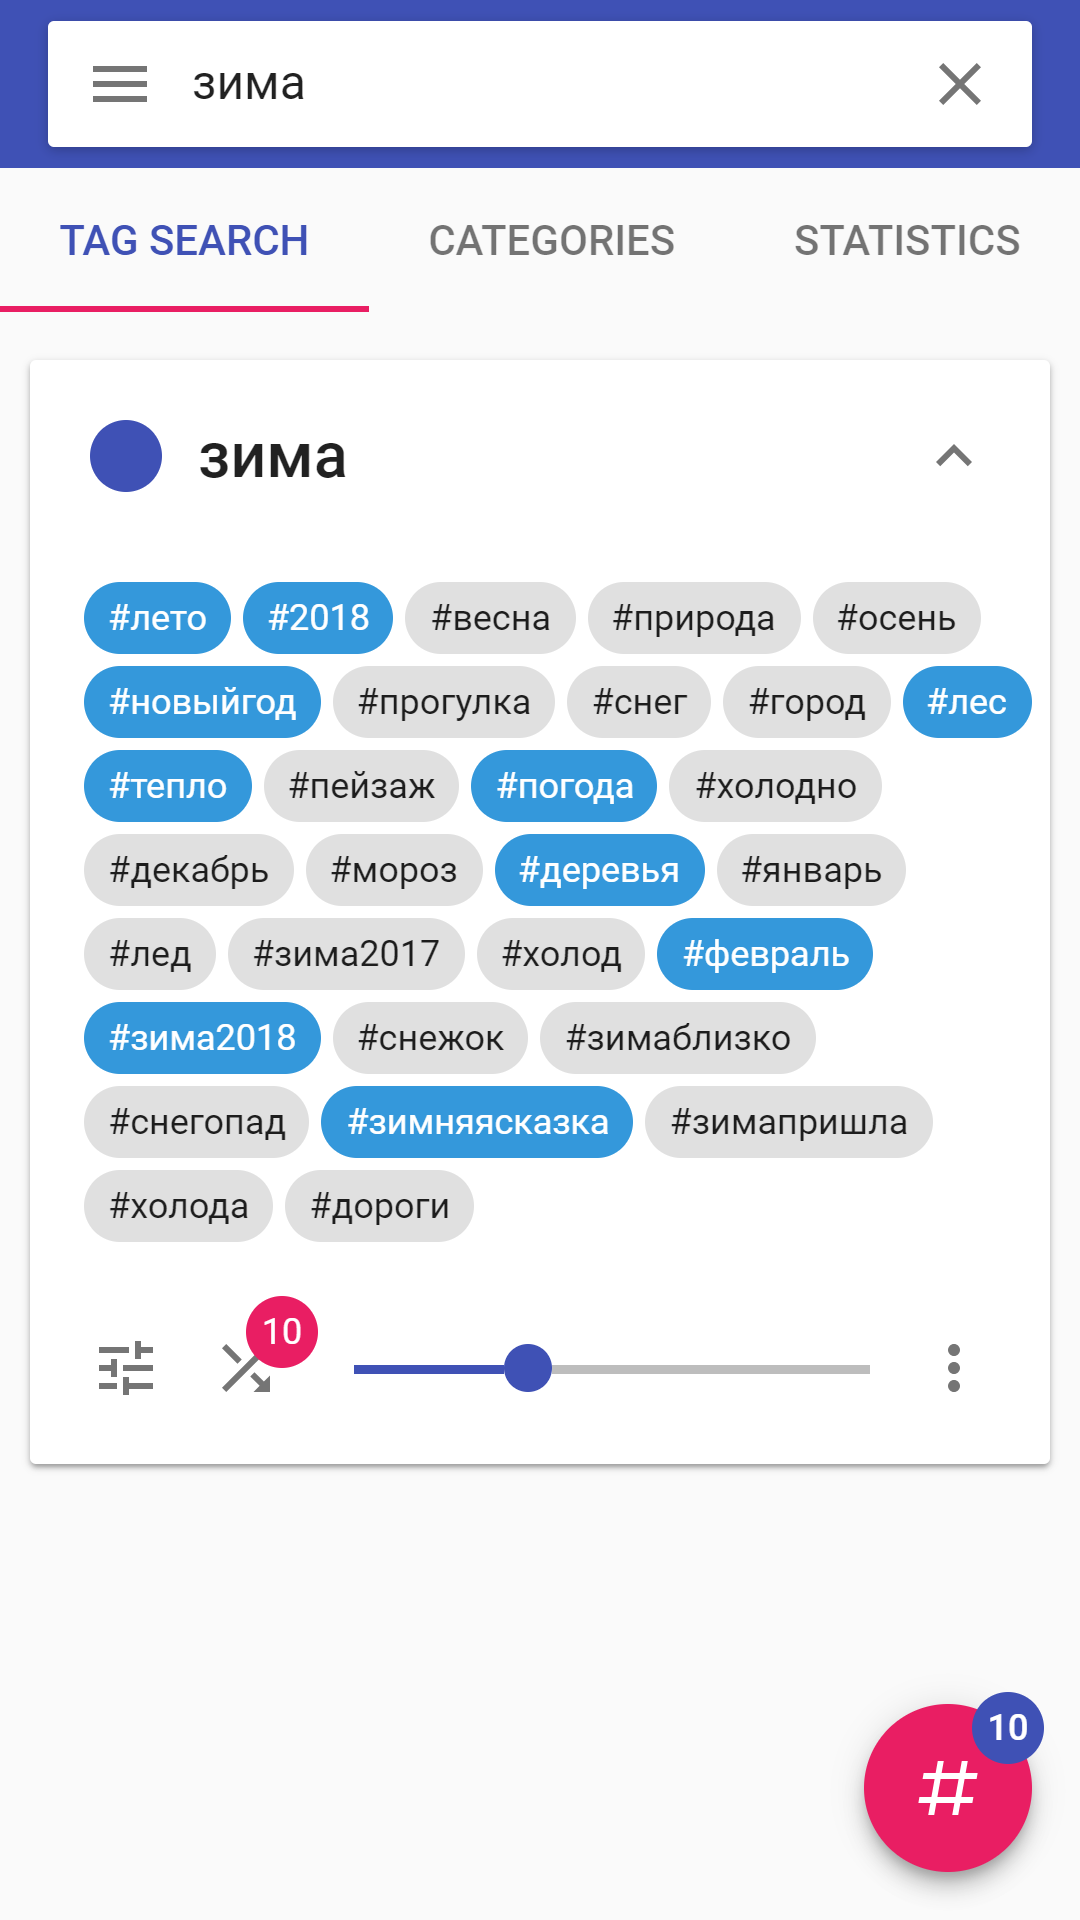 зима
TAG SEARCH CATEGORIES STATISTICS
зима
#лето #2018 #весна #природа #осень
#новыйгод #прогулка #снег #город #лес
#тепло #пейзаж #погода #холодно
#декабрь #мороз #деревья #январь
#лед #зима2017 #холод #февраль
#зима2018 #снежок #зимаблизко
#снегопад #зимняясказка #зимапришла
#холода #дороги
10
10
#